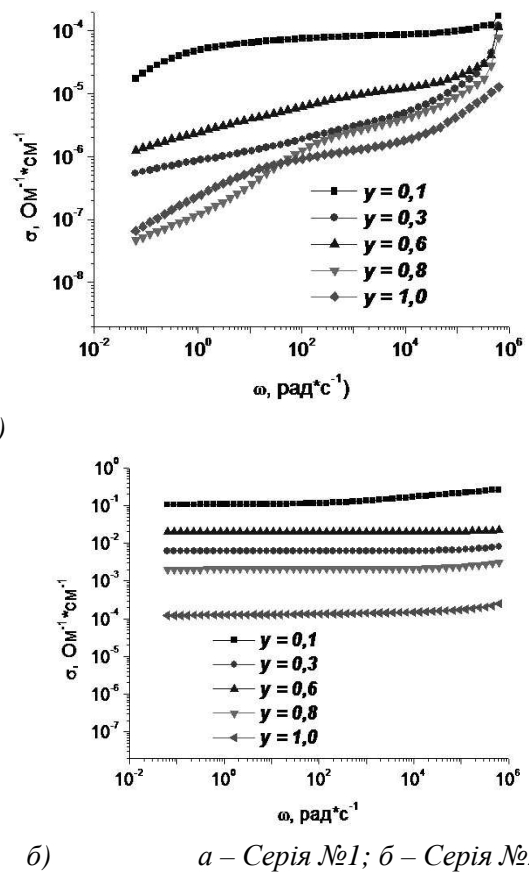 10⁻⁴
10⁻⁵
10⁻⁶
10⁻⁷
10⁻⁸
σ, Ом⁻¹*см⁻¹
y = 0,1
y = 0,3
y = 0,6
y = 0,8
y = 1,0
10⁻² 10⁰ 10² 10⁴ 10⁶
ω, рад*с⁻¹)
)
10⁰
10⁻¹
10⁻²
10⁻³
10⁻⁴
10⁻⁵
10⁻⁶
10⁻⁷
σ, Ом⁻¹*см⁻¹
y = 0,1
y = 0,3
y = 0,6
y = 0,8
y = 1,0
10⁻² 10⁰ 10² 10⁴ 10⁶
ω, рад*с⁻¹
б) а – Серія №1; б – Серія №